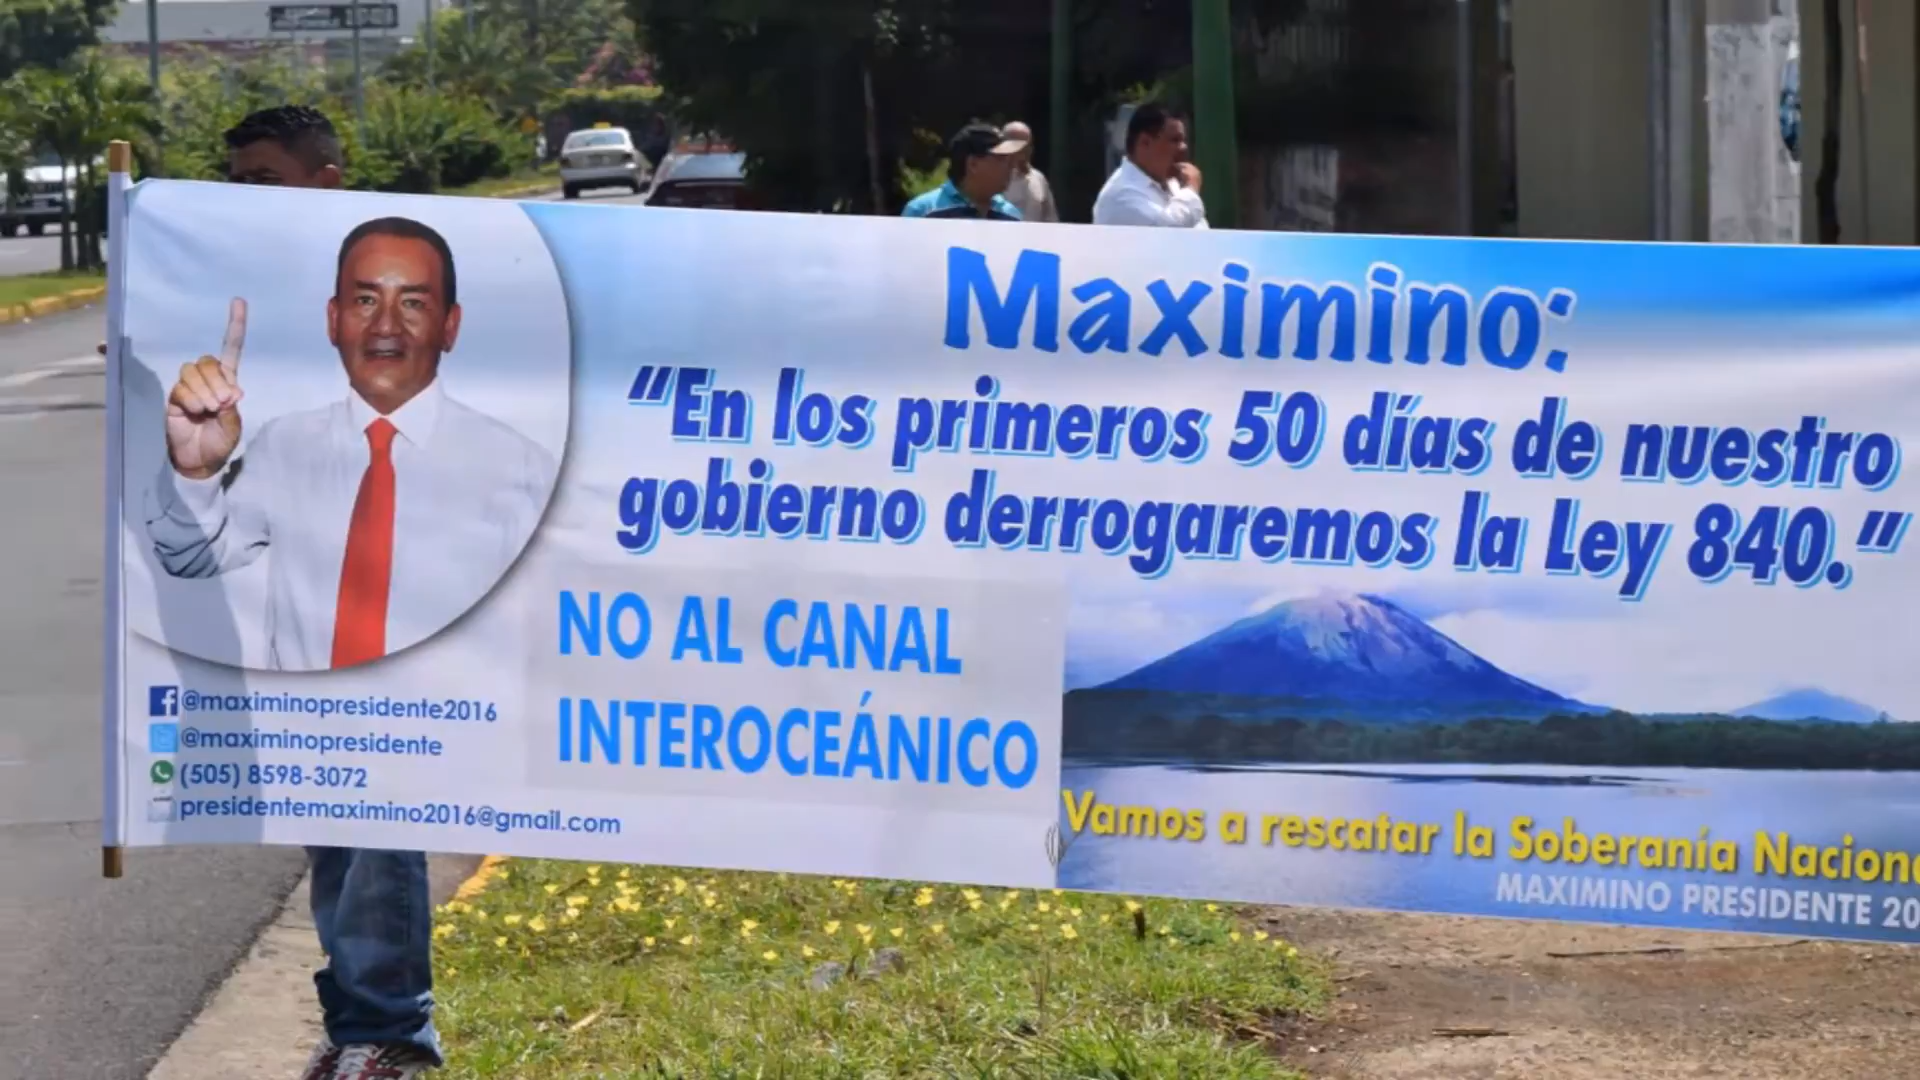 Maximino:
"En los primeros 50 días de nuestro
gobierno derrogaremos la Ley 840."
NO AL CANAL
INTEROCEÁNICO
@maximinopresidente2016
@maximinopresidente
(505) 8598-3072
presidentemaximino2016@gmail.com
Vamos a rescatar la Soberanía Naciona
MAXIMINO PRESIDENTE 20